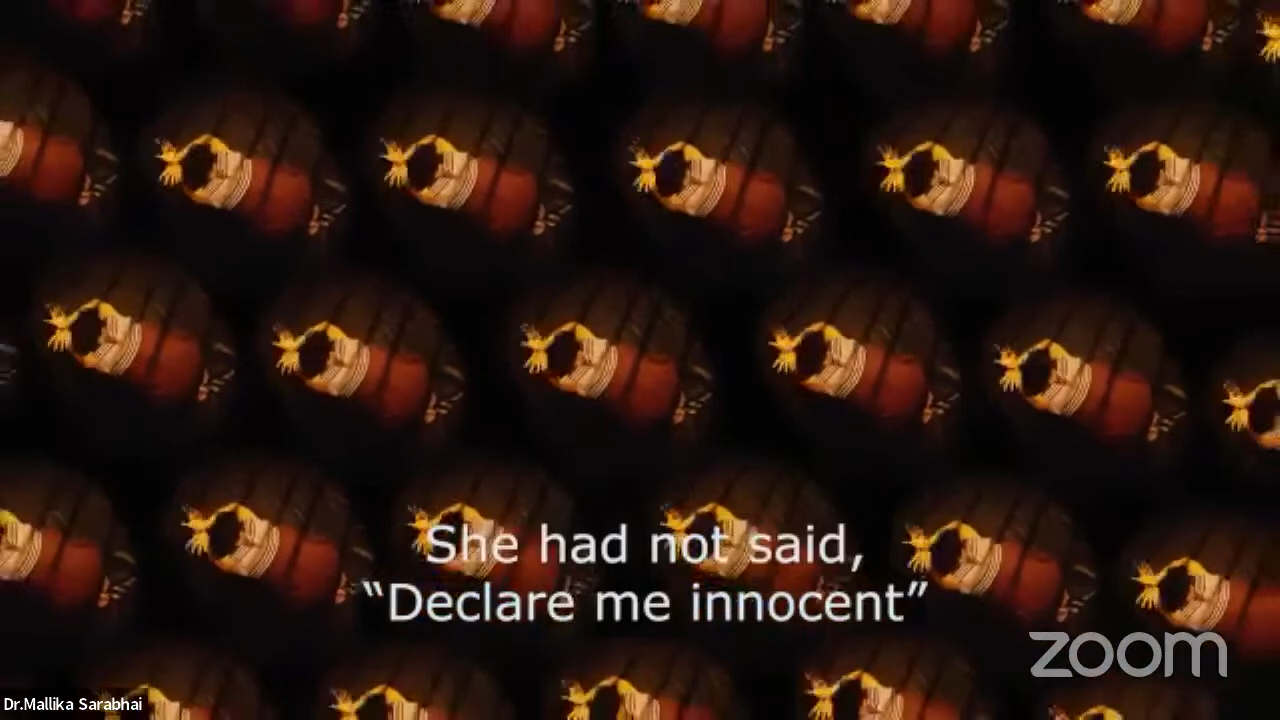 She had not said,
“Declare me innocent”
zoom
Dr.Mallika Sarabhai